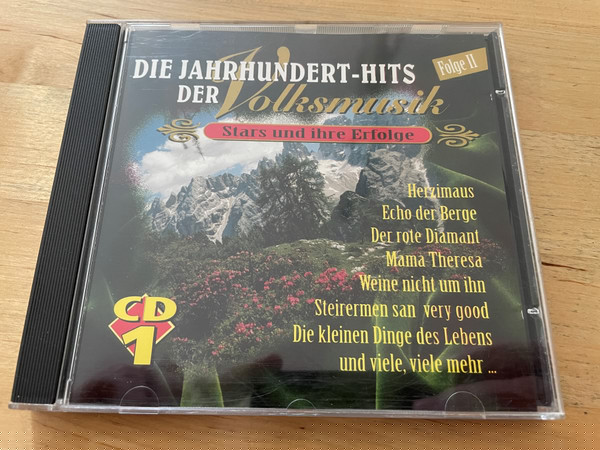 DIE JAHRHUNDERT-HITS
DER Volksmusik
Folge II
Stars und ihre Erfolge
Herzimaus
Echo der Berge
Der rote Diamant
Mama Theresa
Weine nicht um ihn
Steirermen san very good
Die kleinen Dinge des Lebens
und viele, viele mehr ...
CD
1